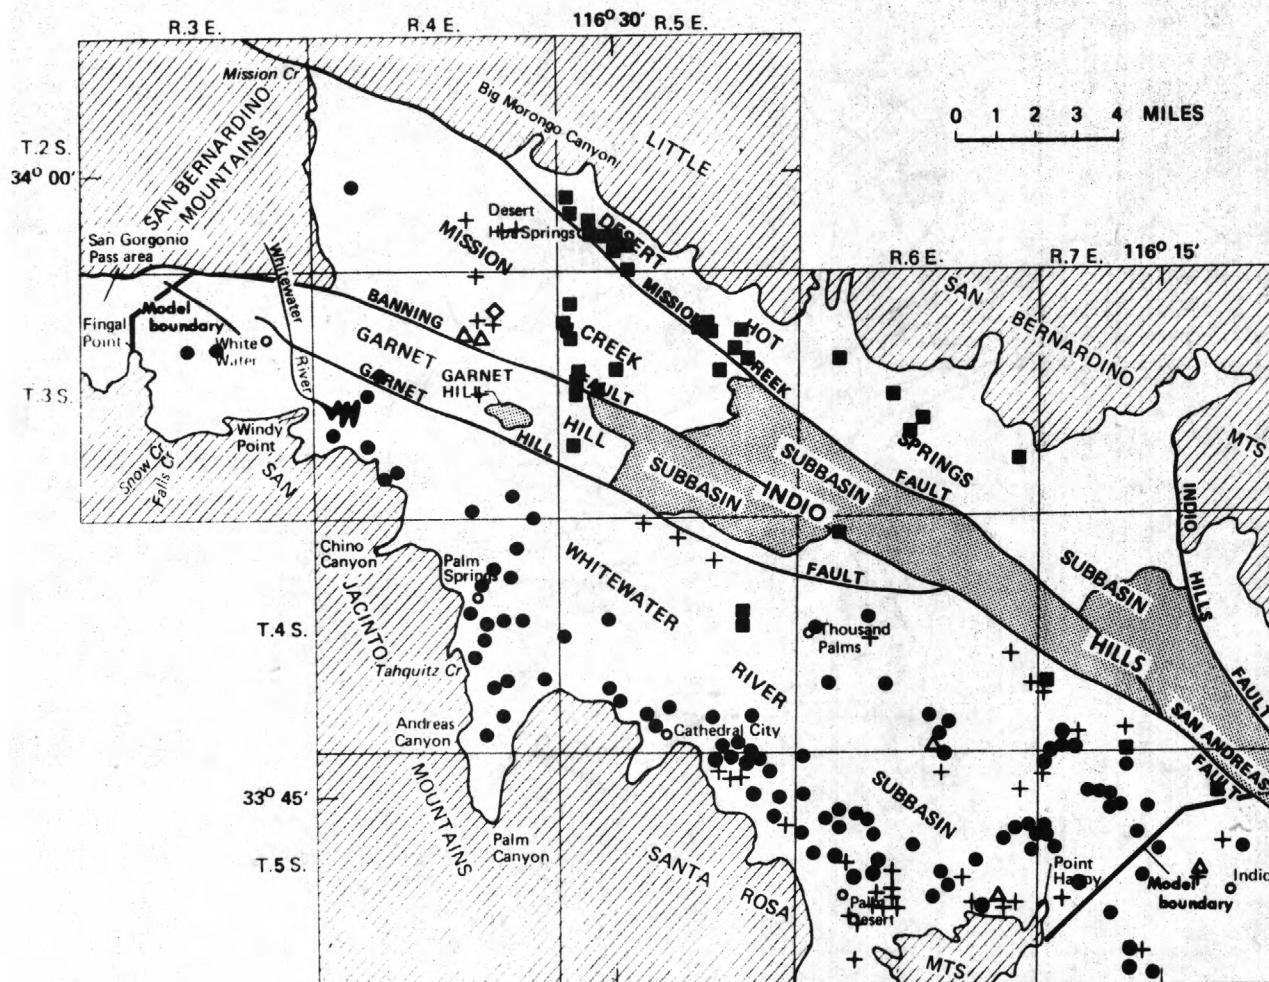 R.3 E.
R.4 E.
116° 30'
R.5 E.
Mission Cr
Big Morongo Canyon
LITTLE
0 1 2 3 4 MILES
T.2 S.
34° 00'
SAN BERNARDINO
MOUNTAINS
Desert
Hot Springs
DESERT
MISSION
San Gorgonio
Pass area
Whitewater
River
R.6 E.
R.7 E.
116° 15'
SAN
BERNARDINO
MTS
Model
boundary
BANNING
MISSION
HOT
Fingal
Point
White
Water
GARNET
CREEK
CREEK
GARNET
GARNET
HILL
FAULT
T.3 S.
Windy
Point
HILL
HILL
SPRINGS
Snow Cr
Falls Cr
SAN
SUBBASIN
SUBBASIN
FAULT
INDIO
INDIO
Chino
Canyon
Palm
Springs
WHITEWATER
FAULT
SUBBASIN
HILLS
JACINTO
T.4 S.
Thousand
Palms
HILLS
Tahquitz Cr
RIVER
FAULT
Andreas
Canyon
Cathedral City
SAN ANDREAS
FAULT
MOUNTAINS
33° 45'
SUBBASIN
Palm
Canyon
SANTA
ROSA
T.5 S.
Point
Happy
Model
boundary
Indio
Palm
Desert
MTS